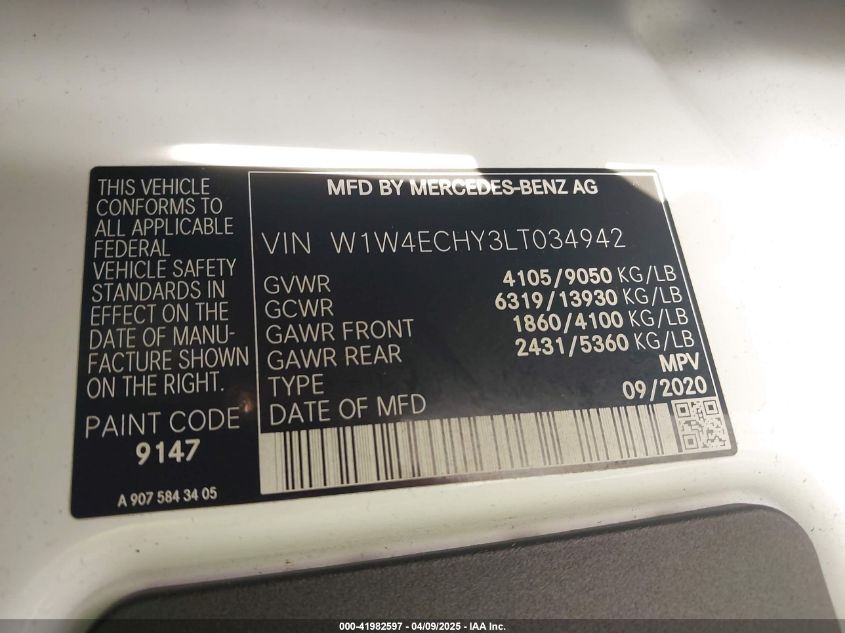 THIS VEHICLE
CONFORMS TO
ALL APPLICABLE
FEDERAL
VEHICLE SAFETY
STANDARDS IN
EFFECT ON THE
DATE OF MANU-
FACTURE SHOWN
ON THE RIGHT.
PAINT CODE
9147
A 907 584 34 05
MFD BY MERCEDES-BENZ AG
VIN W1W4ECHY3LT034942
GVWR 4105/9050 KG/LB
GCWR 6319/13930 KG/LB
GAWR FRONT 1860/4100 KG/LB
GAWR REAR 2431/5360 KG/LB
TYPE MPV
DATE OF MFD 09/2020
000-41982597 - 04/09/2025 - IAA Inc.